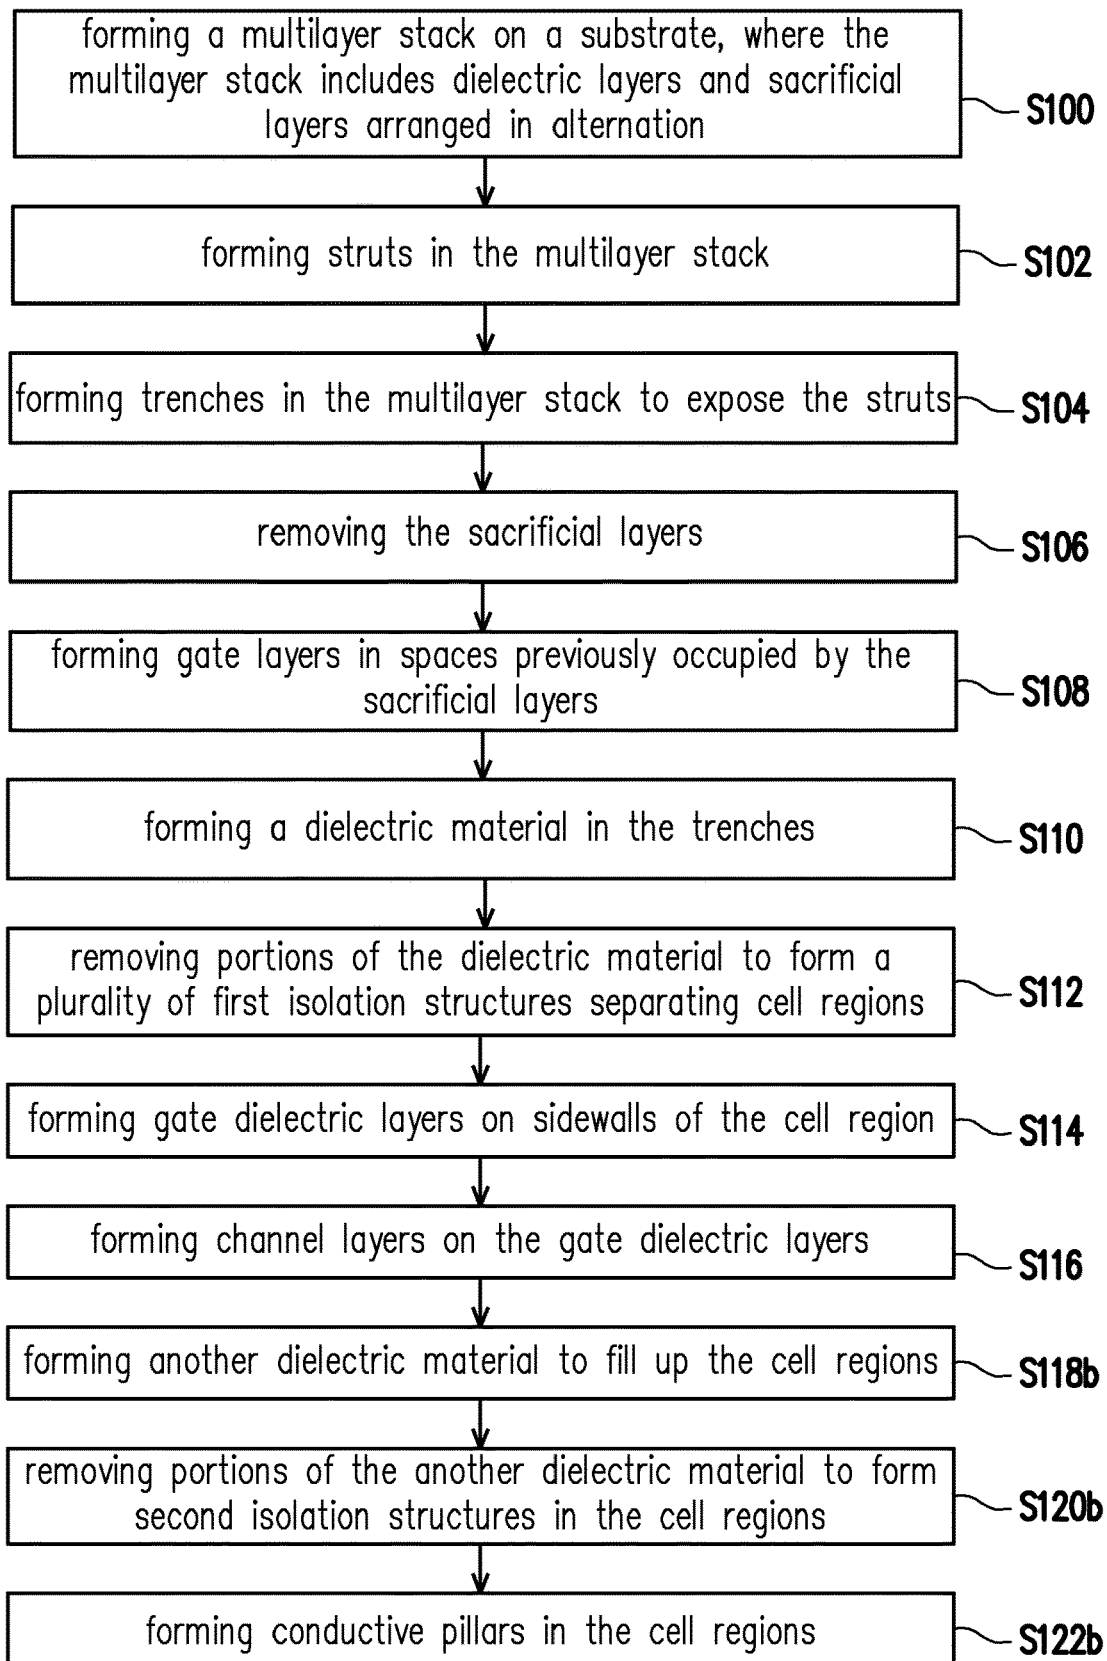 forming a multilayer stack on a substrate, where the
multilayer stack includes dielectric layers and sacrificial
layers arranged in alternation
S100
forming struts in the multilayer stack
S102
forming trenches in the multilayer stack to expose the struts
S104
removing the sacrificial layers
S106
forming gate layers in spaces previously occupied by the
sacrificial layers
S108
forming a dielectric material in the trenches
S110
removing portions of the dielectric material to form a
plurality of first isolation structures separating cell regions
S112
forming gate dielectric layers on sidewalls of the cell region
S114
forming channel layers on the gate dielectric layers
S116
forming another dielectric material to fill up the cell regions
S118b
removing portions of the another dielectric material to form
second isolation structures in the cell regions
S120b
forming conductive pillars in the cell regions
S122b